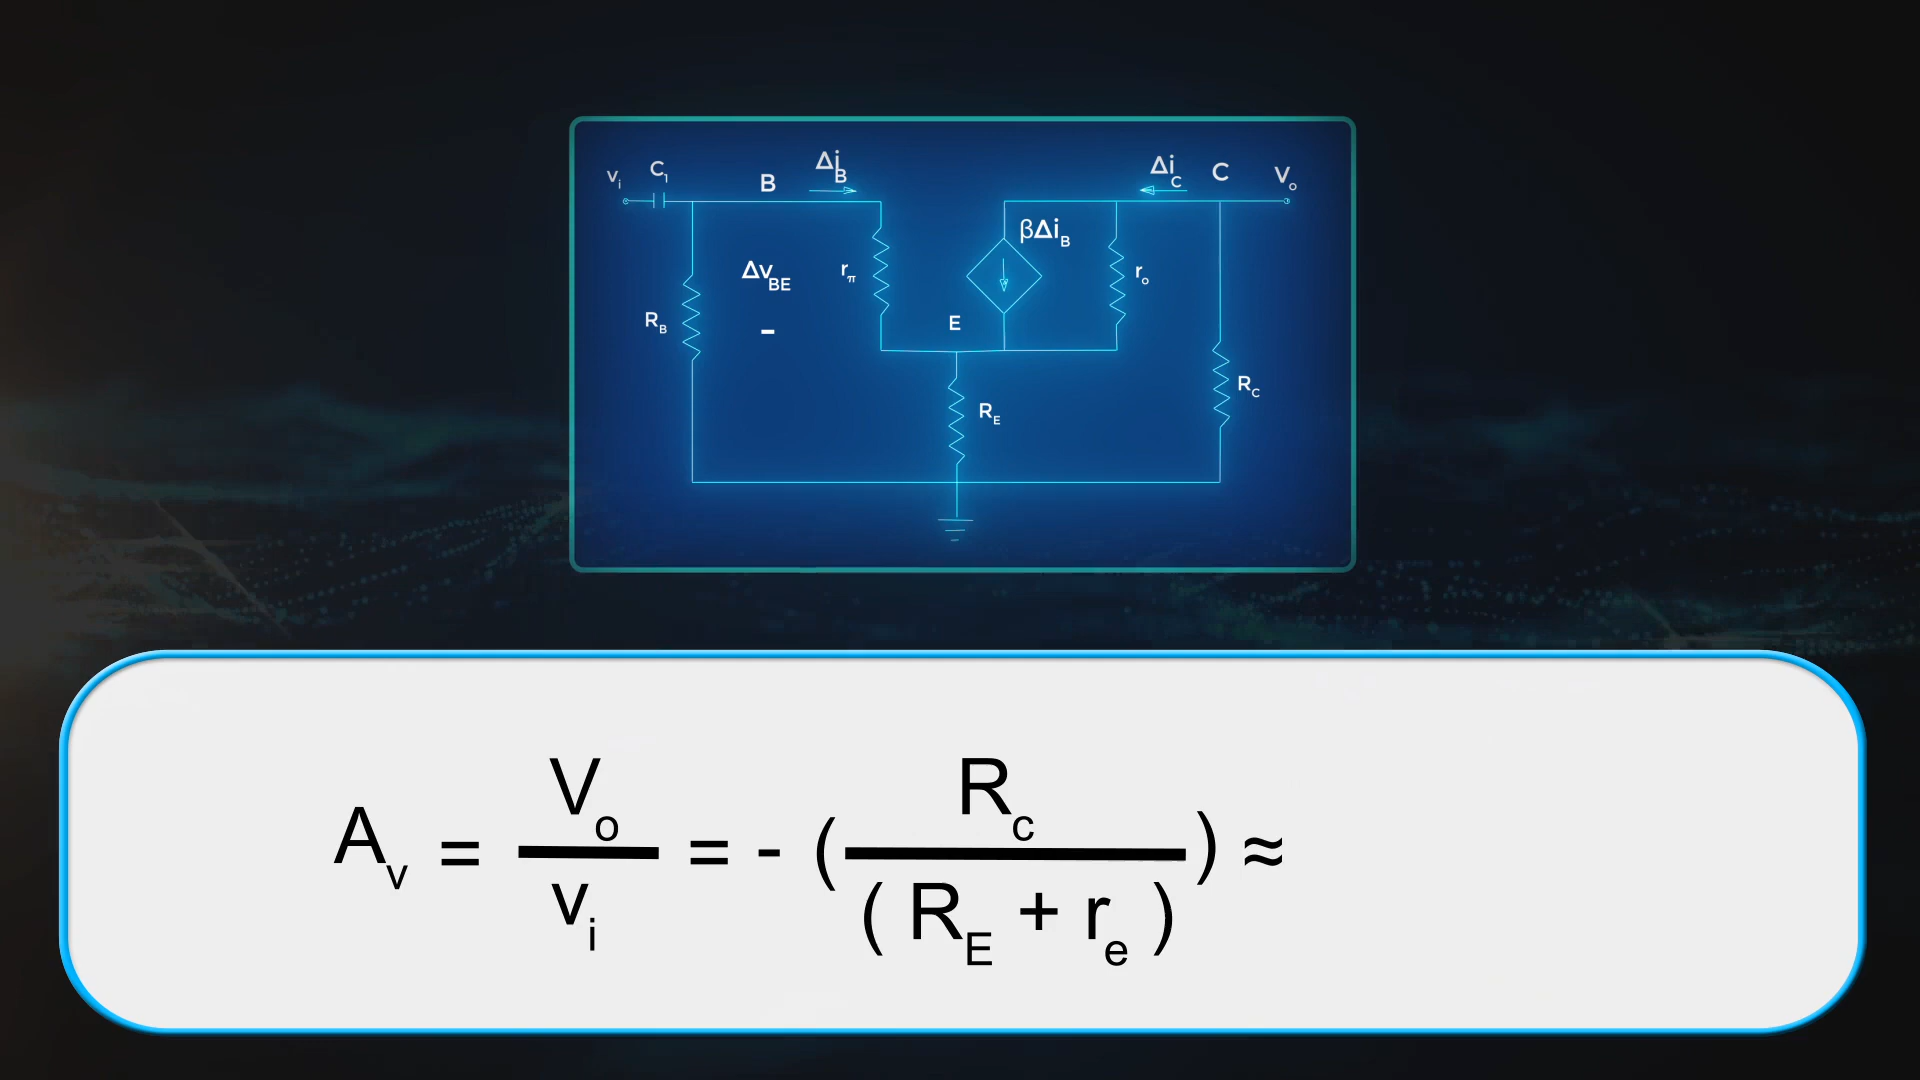 vi C1 B ΔiB ΔiC C Vo
βΔiB
ΔvBE rπ ro
-
RB E
RE RC
Av = Vo / vi = - ( Rc / ( RE + re ) ) ≈